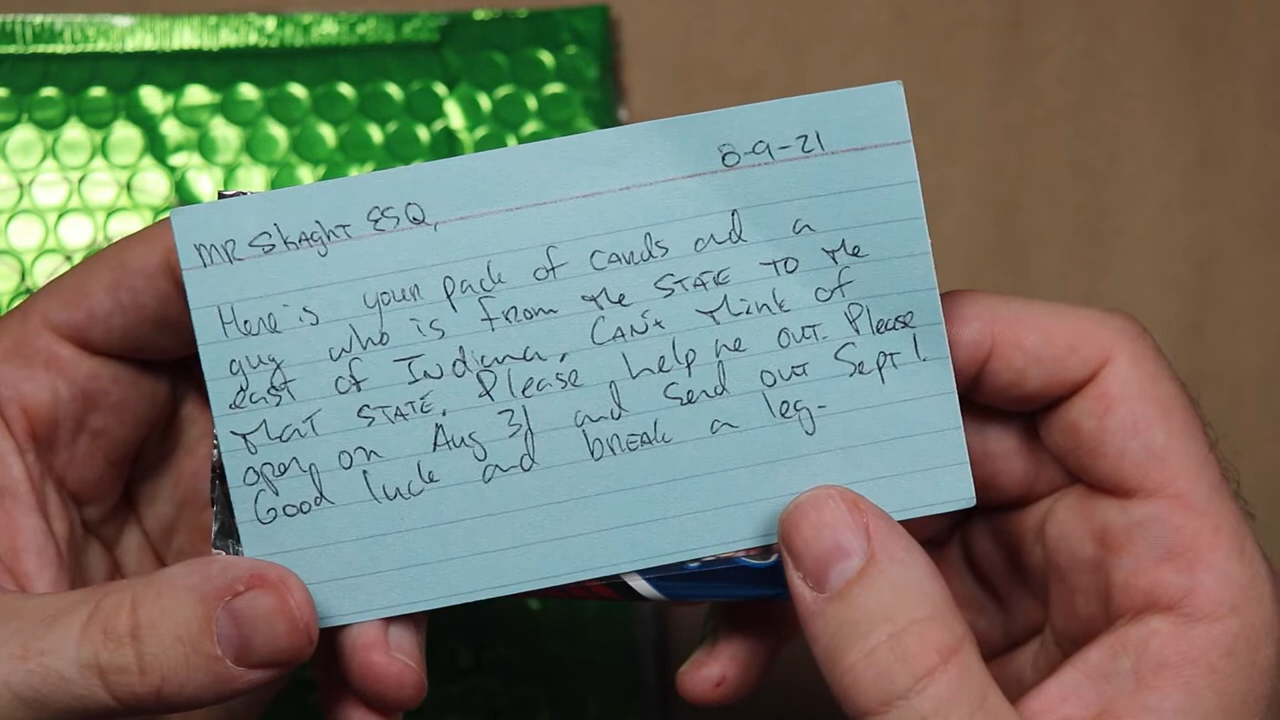 8-9-21
MR Skaght ESQ,
Here is your pack of cards and a
guy who is from the STATE TO the
east of Indiana. CAN't think of
that STATE. Please help me out. Please
open on Aug 31 and send out Sept 1.
Good luck and break a leg-